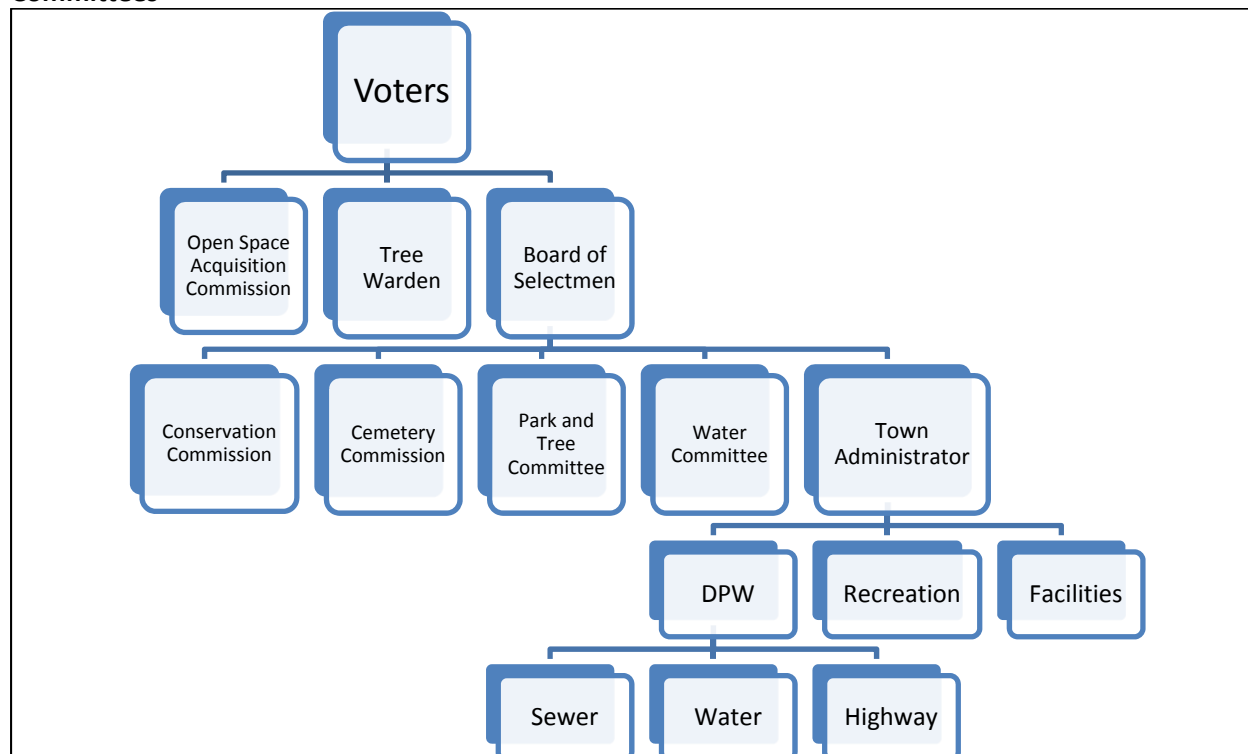 Committees
Voters
Open Space
Acquisition
Commission
Tree
Warden
Board of
Selectmen
Conservation
Commission
Cemetery
Commission
Park and
Tree
Committee
Water
Committee
Town
Administrator
DPW
Recreation
Facilities
Sewer
Water
Highway